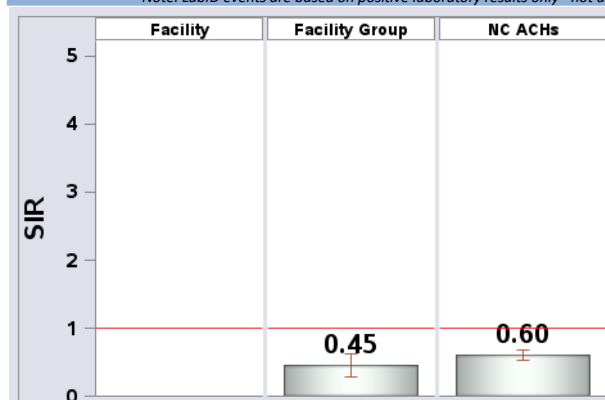 Note: LabID events are based on positive laboratory results only - not
Facility Facility Group NC ACHs
5
4
3
SIR
2
1
0.45 0.60
0